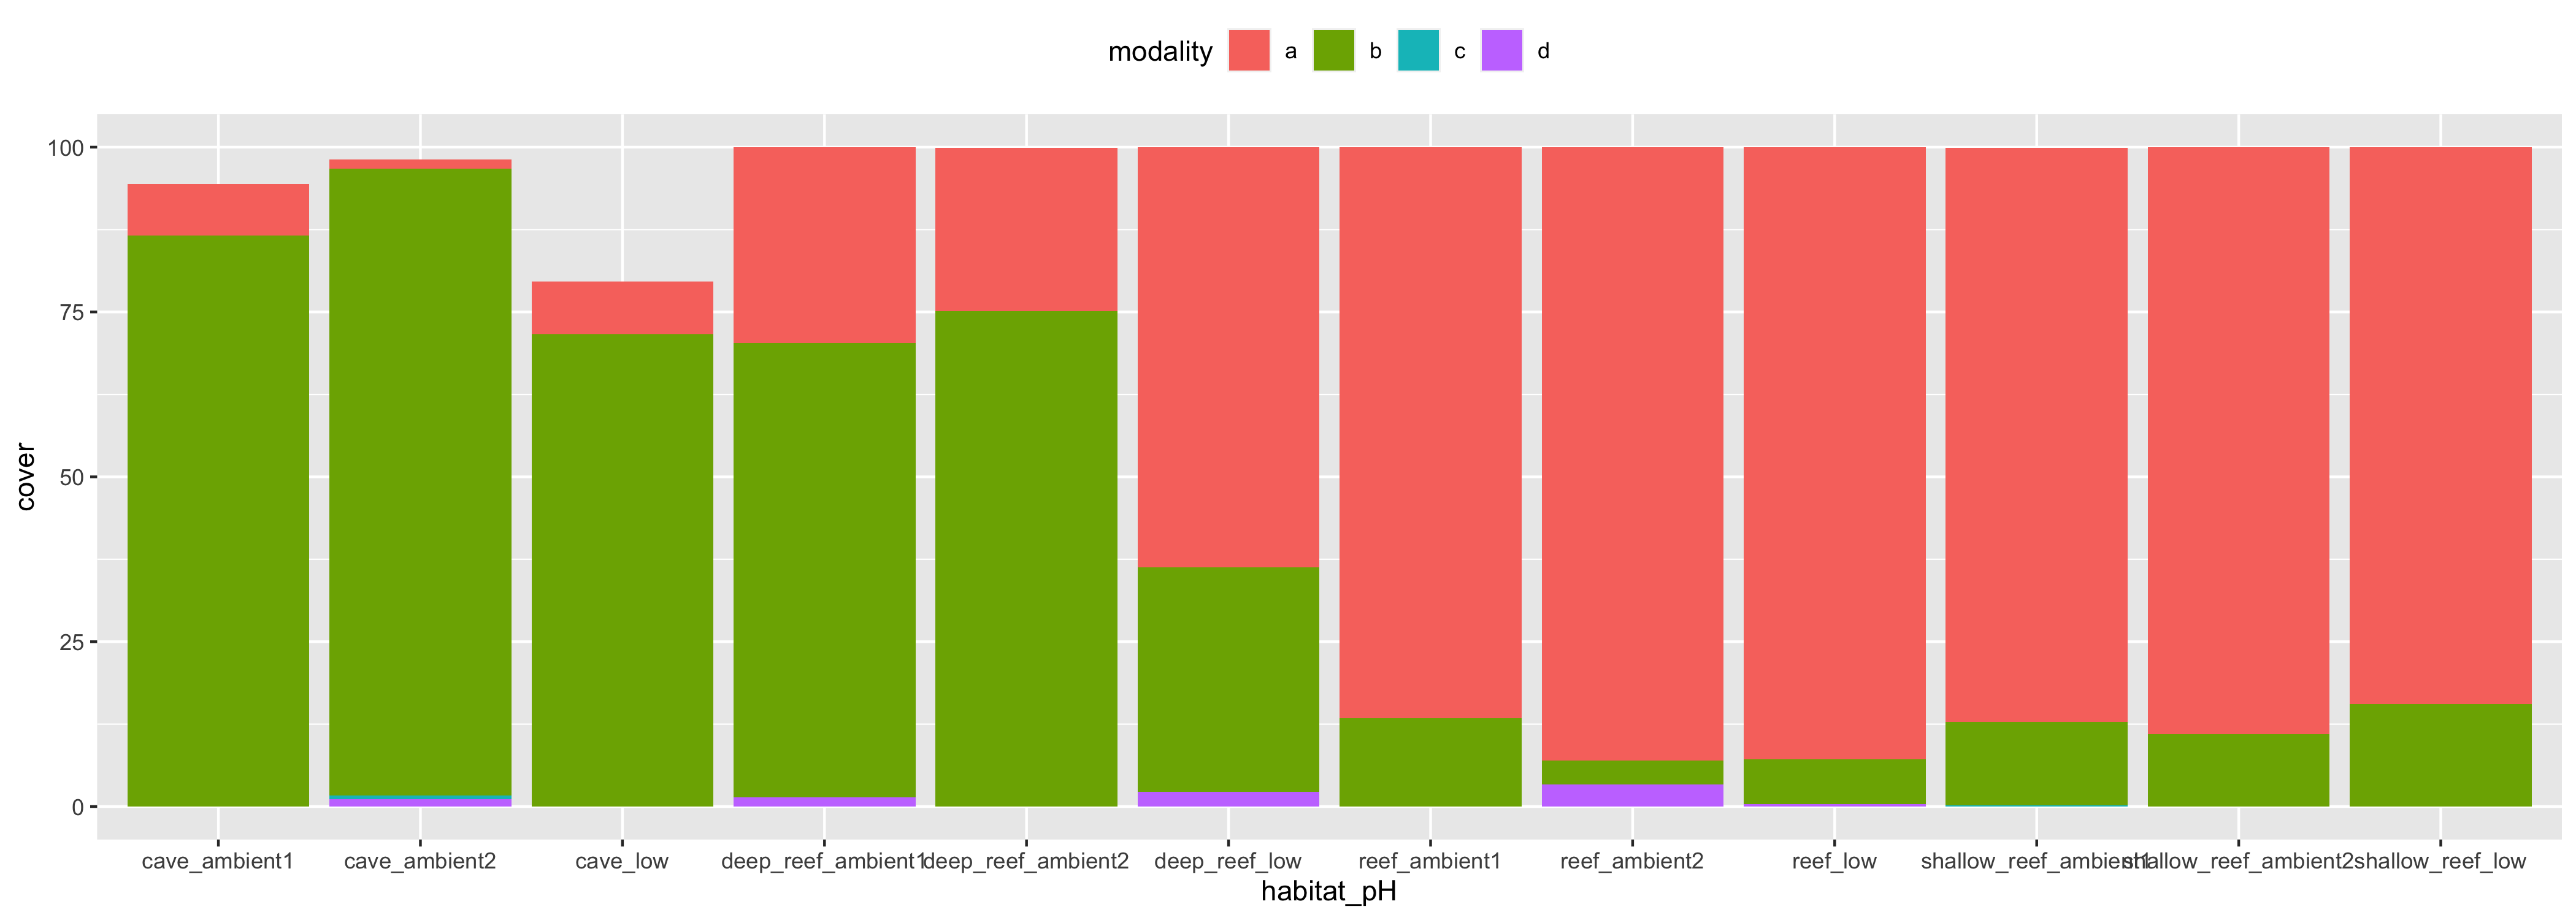 modality a b c d
100
75
50
25
0
cover
cave_ambient1 cave_ambient2 cave_low deep_reef_ambient1 deep_reef_ambient2 deep_reef_low reef_ambient1 reef_ambient2 reef_low shallow_reef_ambient1 shallow_reef_ambient2 shallow_reef_low
habitat_pH